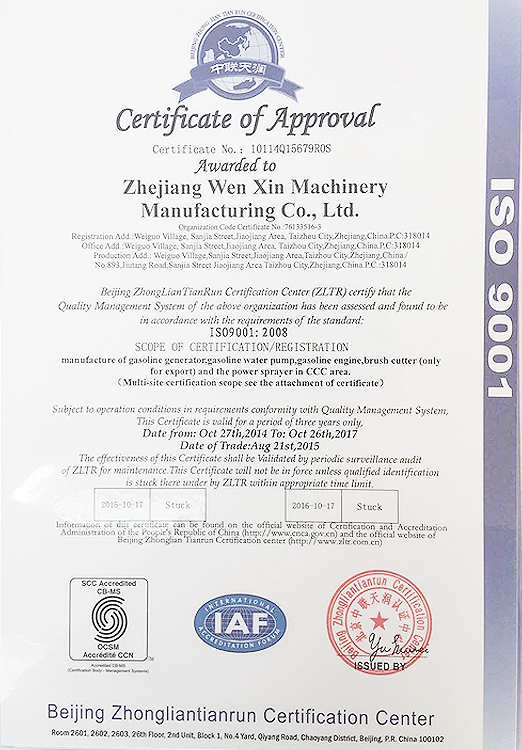 BEIJING ZHONG LIAN TIAN RUN CERTIFICATION CENTER
中联天润
Certificate of Approval
Certificate No.: 10114Q15679R0S
Awarded to
Zhejiang Wen Xin Machinery
Manufacturing Co., Ltd.
Organization Code Certificate No.:76133516-3
Registration Add.:Weiguo Village, Sanjia Street,Jiaojiang Area, Taizhou City,Zhejiang,China.P.C:318014
Office Add.:Weiguo Village, Sanjia Street,Jiaojiang Area, Taizhou City,Zhejiang,China.P.C:318014
Production Add.: Weiguo Village, Sanjia Street,Jiaojiang Area,Taizhou City,Zhejiang,China/
No.893,Jiutang Road,Sanjia Street Jiaojiang Area Taizhou City,Zhejiang,China.P.C.:318014
Beijing ZhongLianTianRun Certification Center (ZLTR) certify that the
Quality Management System of the above organization has been assessed and found to be
in accordance with the requirements of the standard:
ISO9001:2008
SCOPE OF CERTIFICATION/REGISTRATION
manufacture of gasoline generator,gasoline water pump,gasoline engine,brush cutter (only
for export) and the power sprayer in CCC area.
(Multi-site certification scope see the attachment of certificate)
Subject to operation conditions in requirements conformity with Quality Management System,
This Certificate is valid for a period of three years only,
Date from: Oct 27th,2014 To: Oct 26th,2017
Date of Trade:Aug 21st,2015
The effectiveness of this Certificate shall be Validated by periodic surveillance audit
of ZLTR for maintenance.This Certificate will not be in force unless qualified identification
is stuck there under by ZLTR within appropriate time limit.
2015-10-17 Stuck 2016-10-17 Stuck
Information of this certificate can be found on the official website of Certification and Accreditation
Administration of the People's Republic of China (http://www.cnca.gov.cn) and the official website of
Beijing Zhonglian Tianrun Certification center (http://www.zltr.com.cn)
ISO 9001
SCC Accredited
CB-MS
OCSM
Accrédité CCN
Accredited CB-MS
(Certification Body - Management Systems)
INTERNATIONAL
IAF
ACCREDITATION FORUM
Beijing Zhongliantianrun Certification Center
北京中联天润认证中心
ISSUED BY
Beijing Zhongliantianrun Certification Center
Room 2601, 2602, 2603, 26th Floor, 2nd Unit, Block 1, No.4 Yard, Qiyang Road, Chaoyang District, Beijing, P.R. China 100102